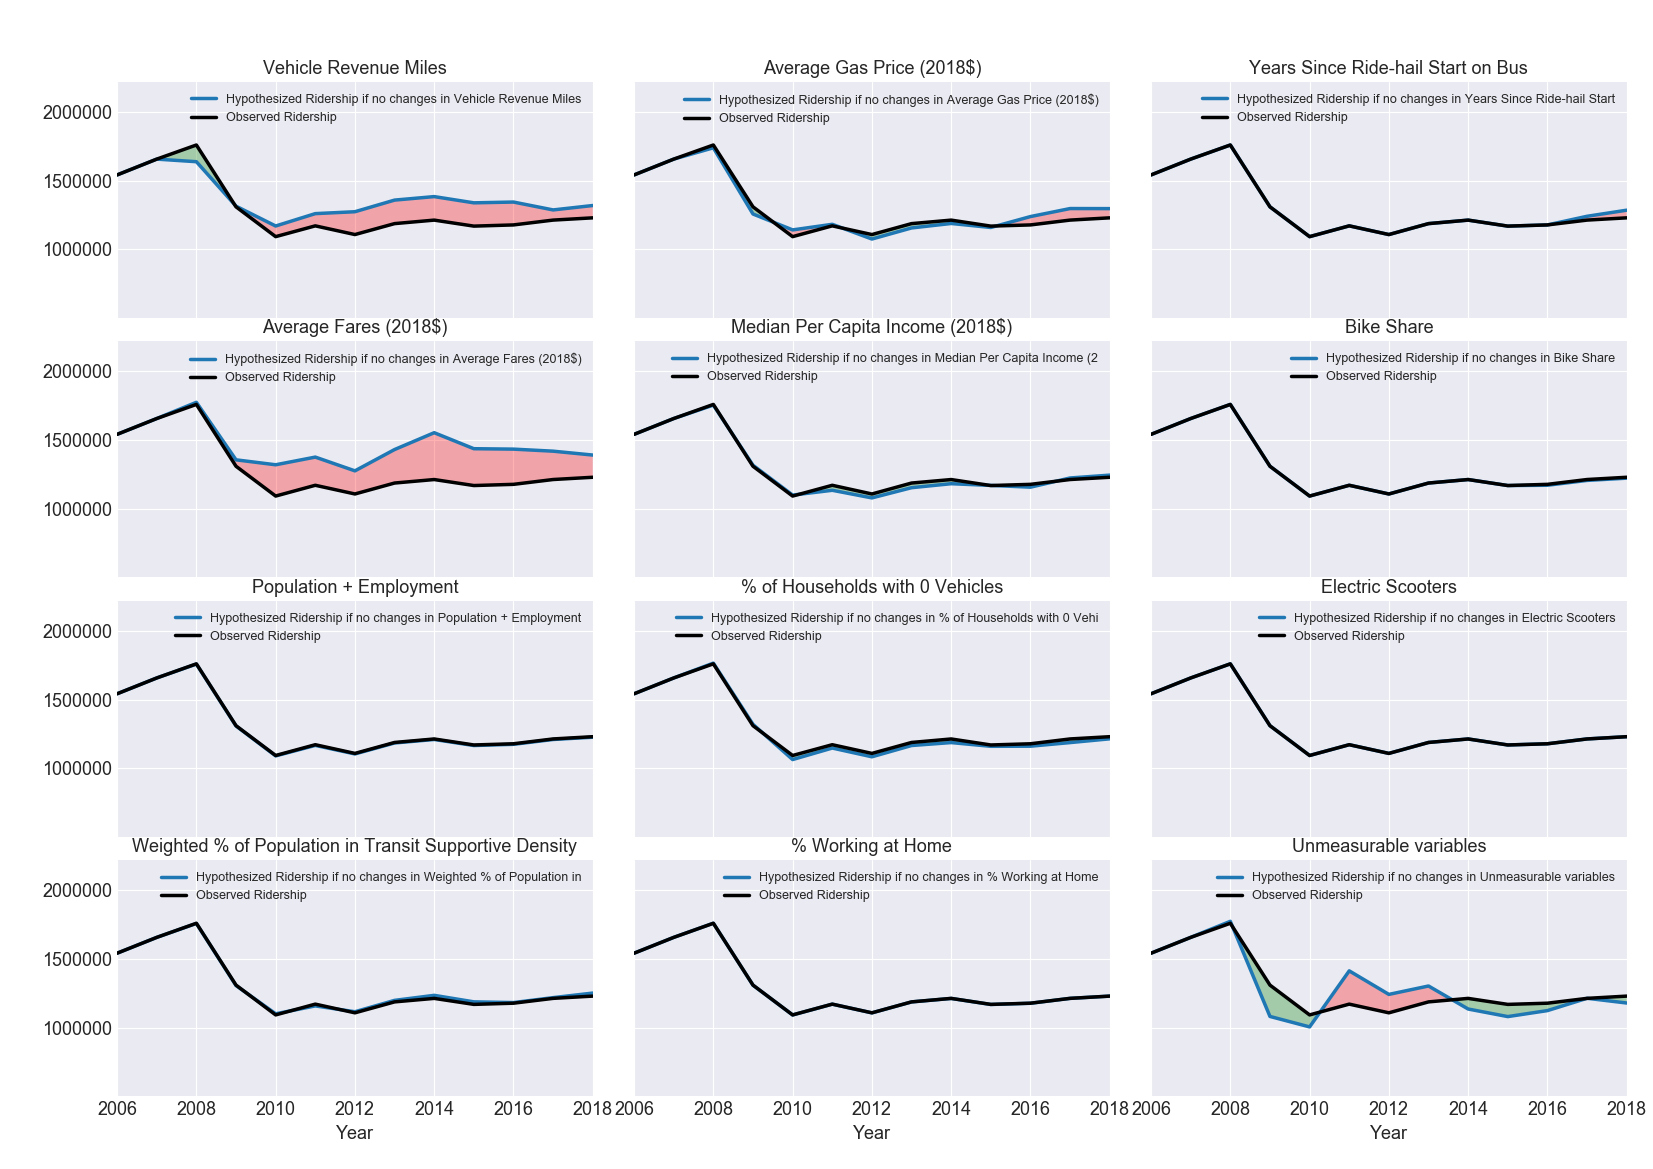 Vehicle Revenue Miles
Hypothesized Ridership if no changes in Vehicle Revenue Miles
Observed Ridership
2000000
1500000
1000000
Average Gas Price (2018$)
Hypothesized Ridership if no changes in Average Gas Price (2018$)
Observed Ridership
Years Since Ride-hail Start on Bus
Hypothesized Ridership if no changes in Years Since Ride-hail Start
Observed Ridership
Average Fares (2018$)
Hypothesized Ridership if no changes in Average Fares (2018$)
Observed Ridership
2000000
1500000
1000000
Median Per Capita Income (2018$)
Hypothesized Ridership if no changes in Median Per Capita Income (2
Observed Ridership
Bike Share
Hypothesized Ridership if no changes in Bike Share
Observed Ridership
Population + Employment
Hypothesized Ridership if no changes in Population + Employment
Observed Ridership
2000000
1500000
1000000
% of Households with 0 Vehicles
Hypothesized Ridership if no changes in % of Households with 0 Vehi
Observed Ridership
Electric Scooters
Hypothesized Ridership if no changes in Electric Scooters
Observed Ridership
Weighted % of Population in Transit Supportive Density
Hypothesized Ridership if no changes in Weighted % of Population in
Observed Ridership
2000000
1500000
1000000
2006 2008 2010 2012 2014 2016 2018
Year
% Working at Home
Hypothesized Ridership if no changes in % Working at Home
Observed Ridership
2006 2008 2010 2012 2014 2016 2018
Year
Unmeasurable variables
Hypothesized Ridership if no changes in Unmeasurable variables
Observed Ridership
2006 2008 2010 2012 2014 2016 2018
Year